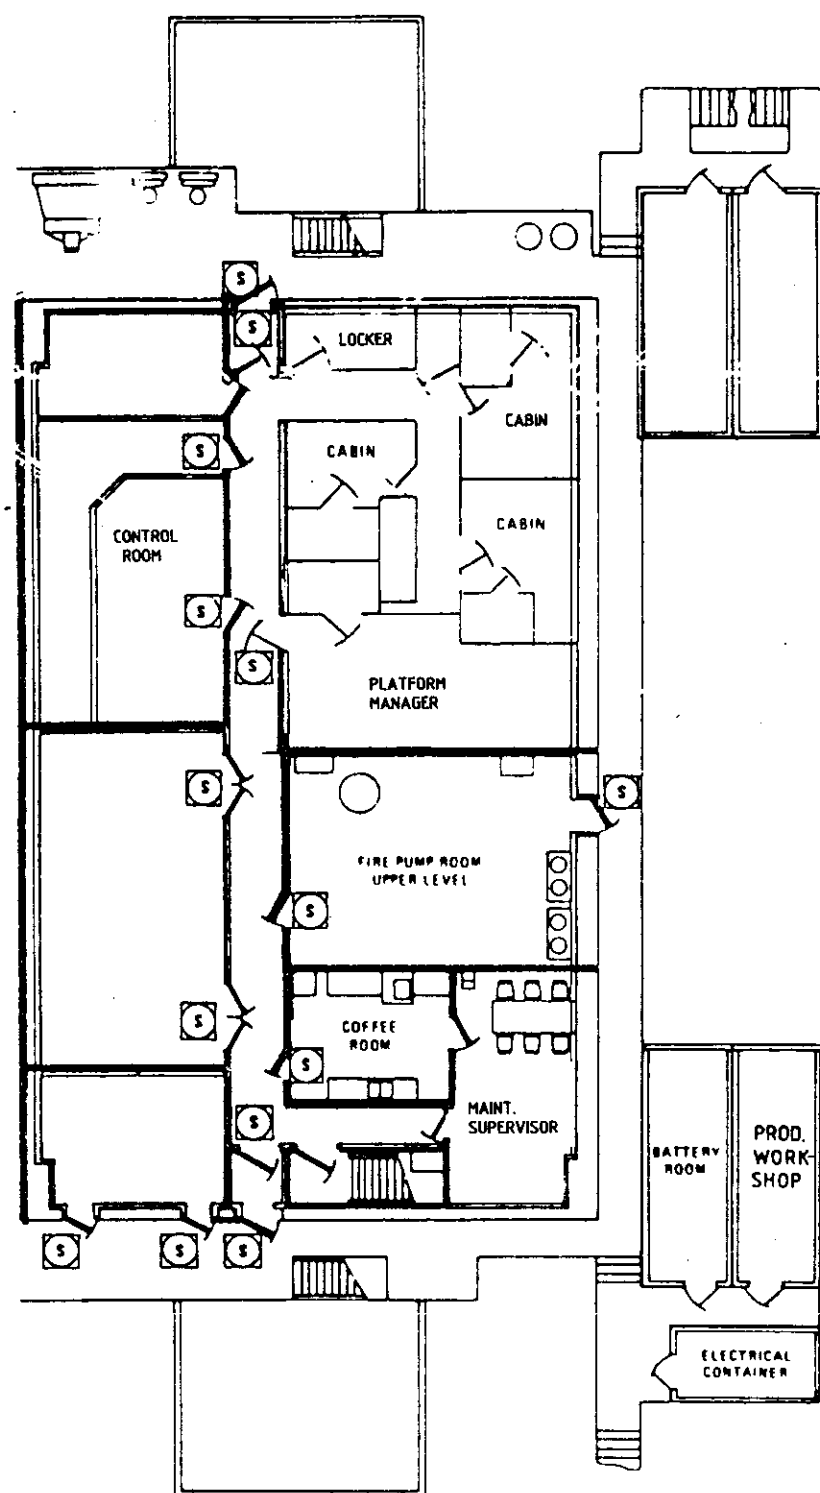 S
S
LOCKER
CABIN
S
CABIN
CONTROL
ROOM
CABIN
S
S
PLATFORM
MANAGER
S
S
FIRE PUMP ROOM
UPPER LEVEL
S
S
COFFEE
ROOM
S
MAINT.
SUPERVISOR
S
BATTERY
ROOM
PROD.
WORK-
SHOP
S
S
S
ELECTRICAL
CONTAINER